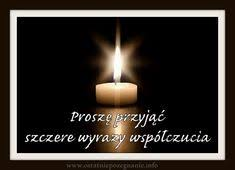 Proszę przyjąć
szczere wyrazy współczucia
www.ostatniepozegnanie.info